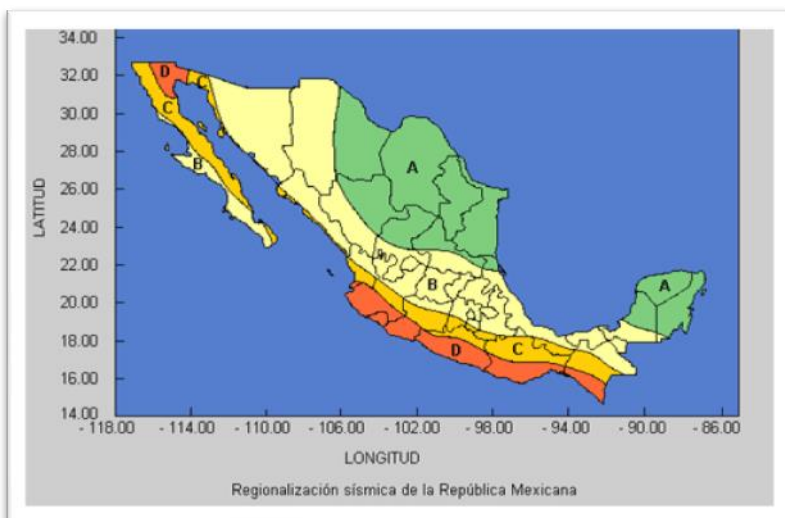 34.00
32.00
30.00
28.00
26.00
24.00
22.00
20.00
18.00
16.00
14.00
LATITUD
D
C
C
B
A
A
B
C
D
- 118.00 - 114.00 - 110.00 - 106.00 - 102.00 - 98.00 - 94.00 - 90.00 - 86.00
LONGITUD
Regionalización sísmica de la República Mexicana